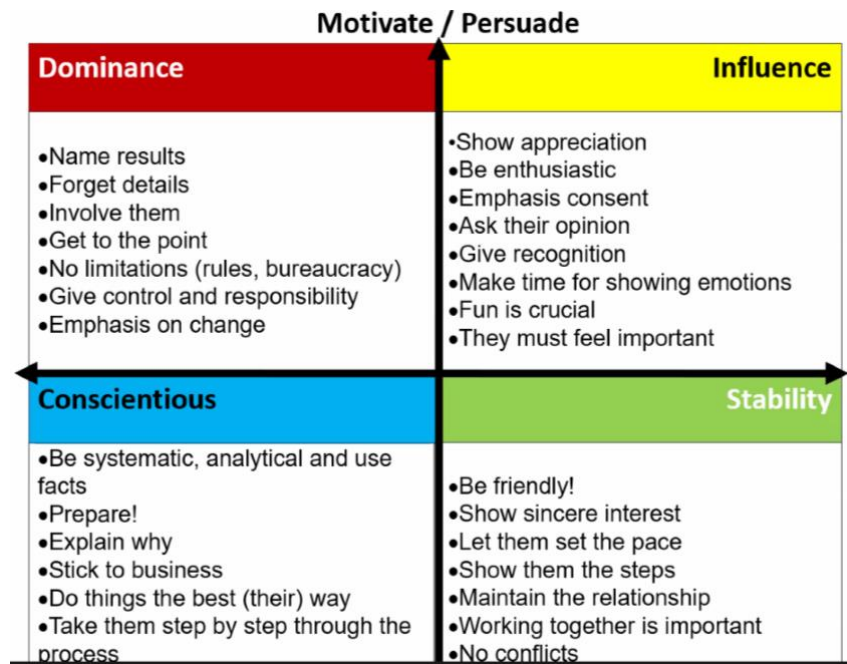 Motivate / Persuade
Dominance
•Name results
•Forget details
•Involve them
•Get to the point
•No limitations (rules, bureaucracy)
•Give control and responsibility
•Emphasis on change
Influence
•Show appreciation
•Be enthusiastic
•Emphasis consent
•Ask their opinion
•Give recognition
•Make time for showing emotions
•Fun is crucial
•They must feel important
Conscientious
•Be systematic, analytical and use
facts
•Prepare!
•Explain why
•Stick to business
•Do things the best (their) way
•Take them step by step through the
process
Stability
•Be friendly!
•Show sincere interest
•Let them set the pace
•Show them the steps
•Maintain the relationship
•Working together is important
•No conflicts